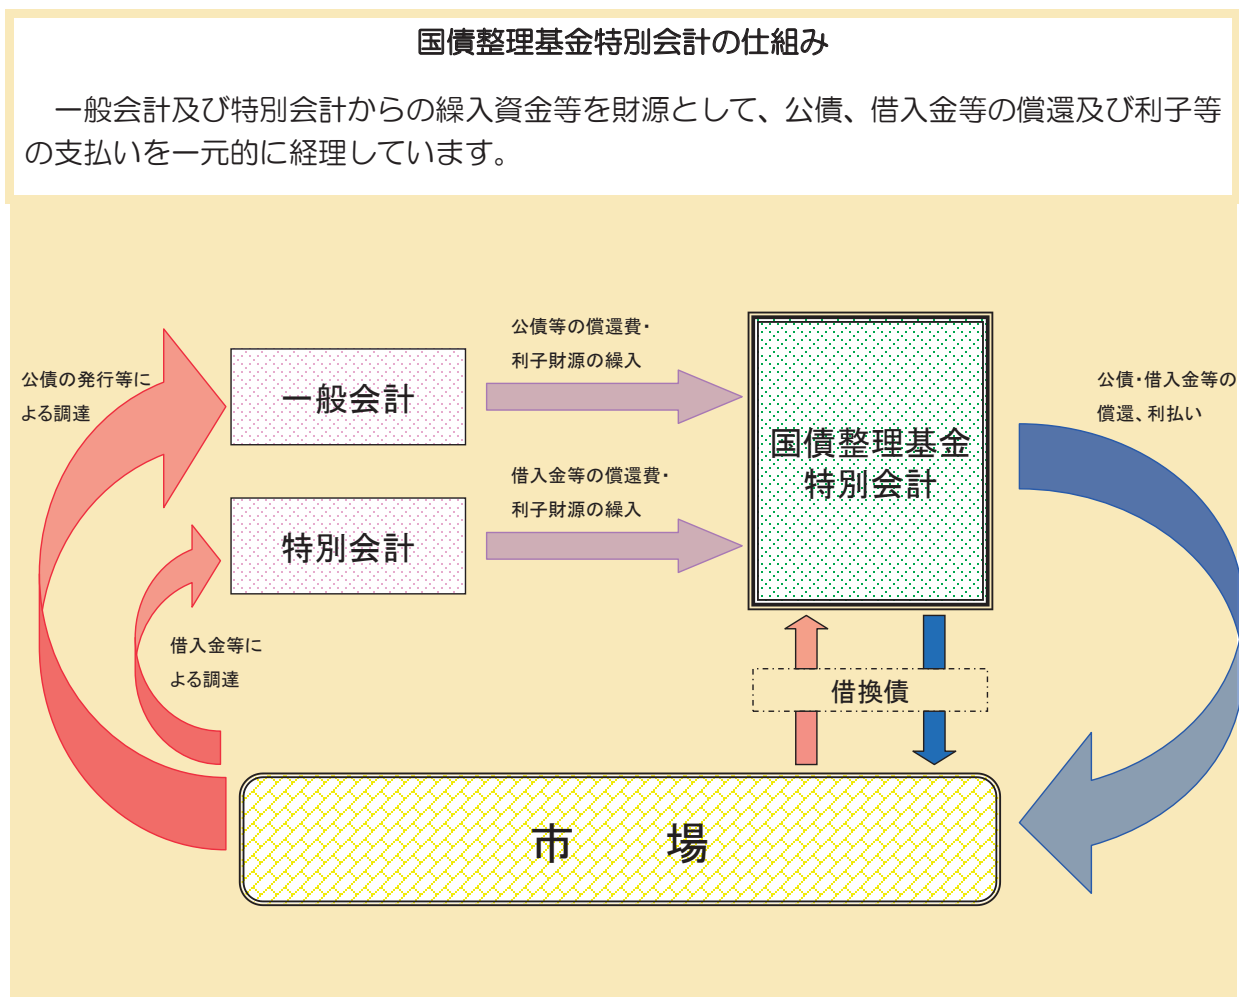 国債整理基金特別会計の仕組み
一般会計及び特別会計からの繰入資金等を財源として、公債、借入金等の償還及び利子等
の支払いを一元的に経理しています。
公債の発行等に
よる調達
一般会計
公債等の償還費・
利子財源の繰入
国債整理基金
特別会計
公債・借入金等の
償還、利払い
特別会計
借入金等の償還費・
利子財源の繰入
借入金等に
よる調達
借換債
市　場